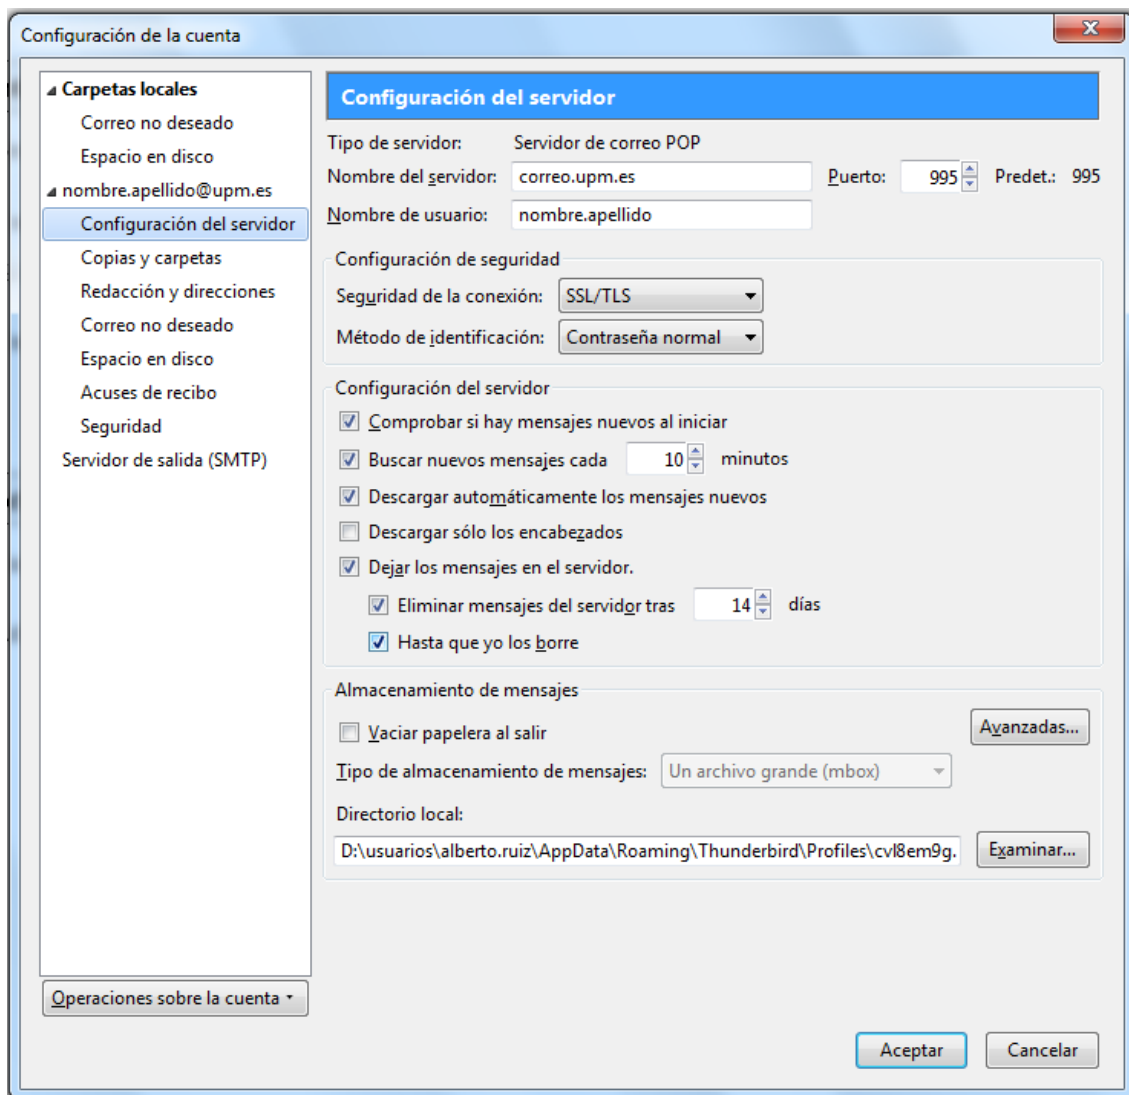 Configuración de la cuenta
Carpetas locales
Correo no deseado
Espacio en disco
nombre.apellido@upm.es
Configuración del servidor
Copias y carpetas
Redacción y direcciones
Correo no deseado
Espacio en disco
Acuses de recibo
Seguridad
Servidor de salida (SMTP)
Operaciones sobre la cuenta
Configuración del servidor
Tipo de servidor: Servidor de correo POP
Nombre del servidor: correo.upm.es Puerto: 995 Predet.: 995
Nombre de usuario: nombre.apellido
Configuración de seguridad
Seguridad de la conexión: SSL/TLS
Método de identificación: Contraseña normal
Configuración del servidor
Comprobar si hay mensajes nuevos al iniciar
Buscar nuevos mensajes cada 10 minutos
Descargar automáticamente los mensajes nuevos
Descargar sólo los encabezados
Dejar los mensajes en el servidor.
Eliminar mensajes del servidor tras 14 días
Hasta que yo los borre
Almacenamiento de mensajes
Vaciar papelera al salir
Avanzadas...
Tipo de almacenamiento de mensajes: Un archivo grande (mbox)
Directorio local:
D:\usuarios\alberto.ruiz\AppData\Roaming\Thunderbird\Profiles\cvl8em9g. Examinar...
Aceptar Cancelar